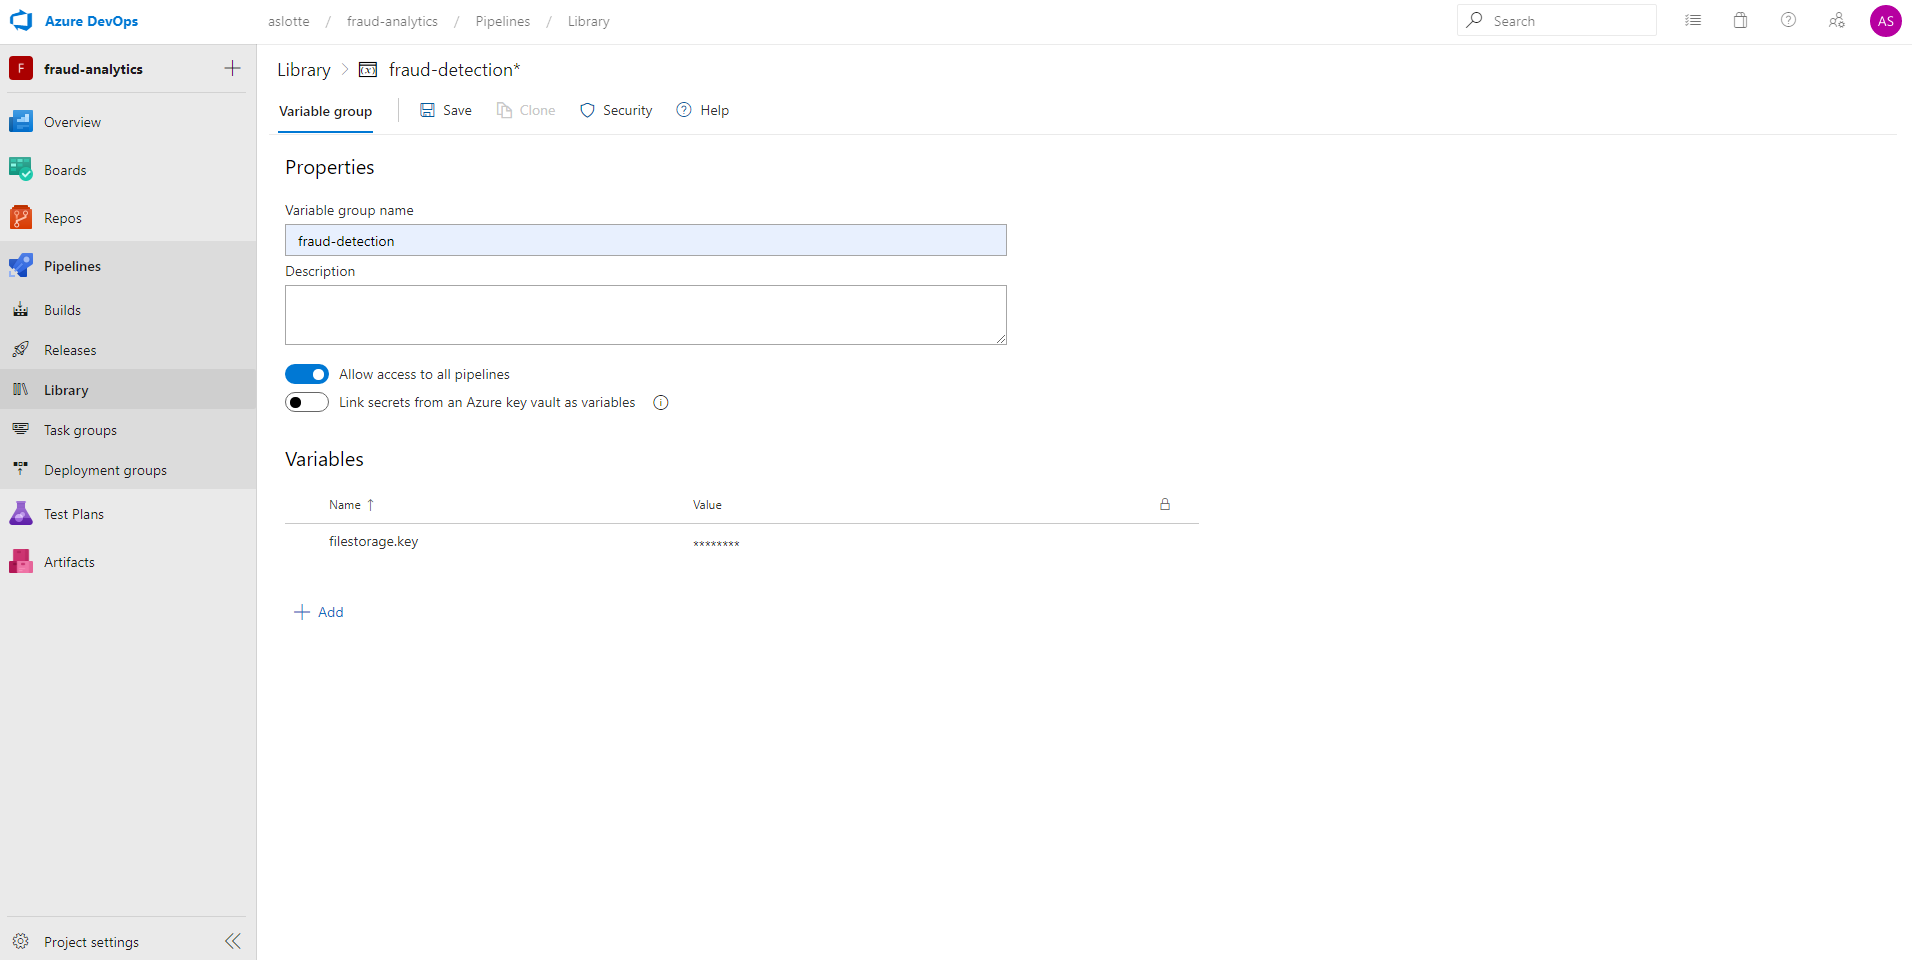 Azure DevOps
aslotte / fraud-analytics / Pipelines / Library
Search
AS
F fraud-analytics
Overview
Boards
Repos
Pipelines
Builds
Releases
Library
Task groups
Deployment groups
Test Plans
Artifacts
Project settings
Library > (x) fraud-detection*
Variable group
Save
Clone
Security
? Help
Properties
Variable group name
fraud-detection
Description
Allow access to all pipelines
Link secrets from an Azure key vault as variables
Variables
Name ↑ Value
filestorage.key ********
+ Add